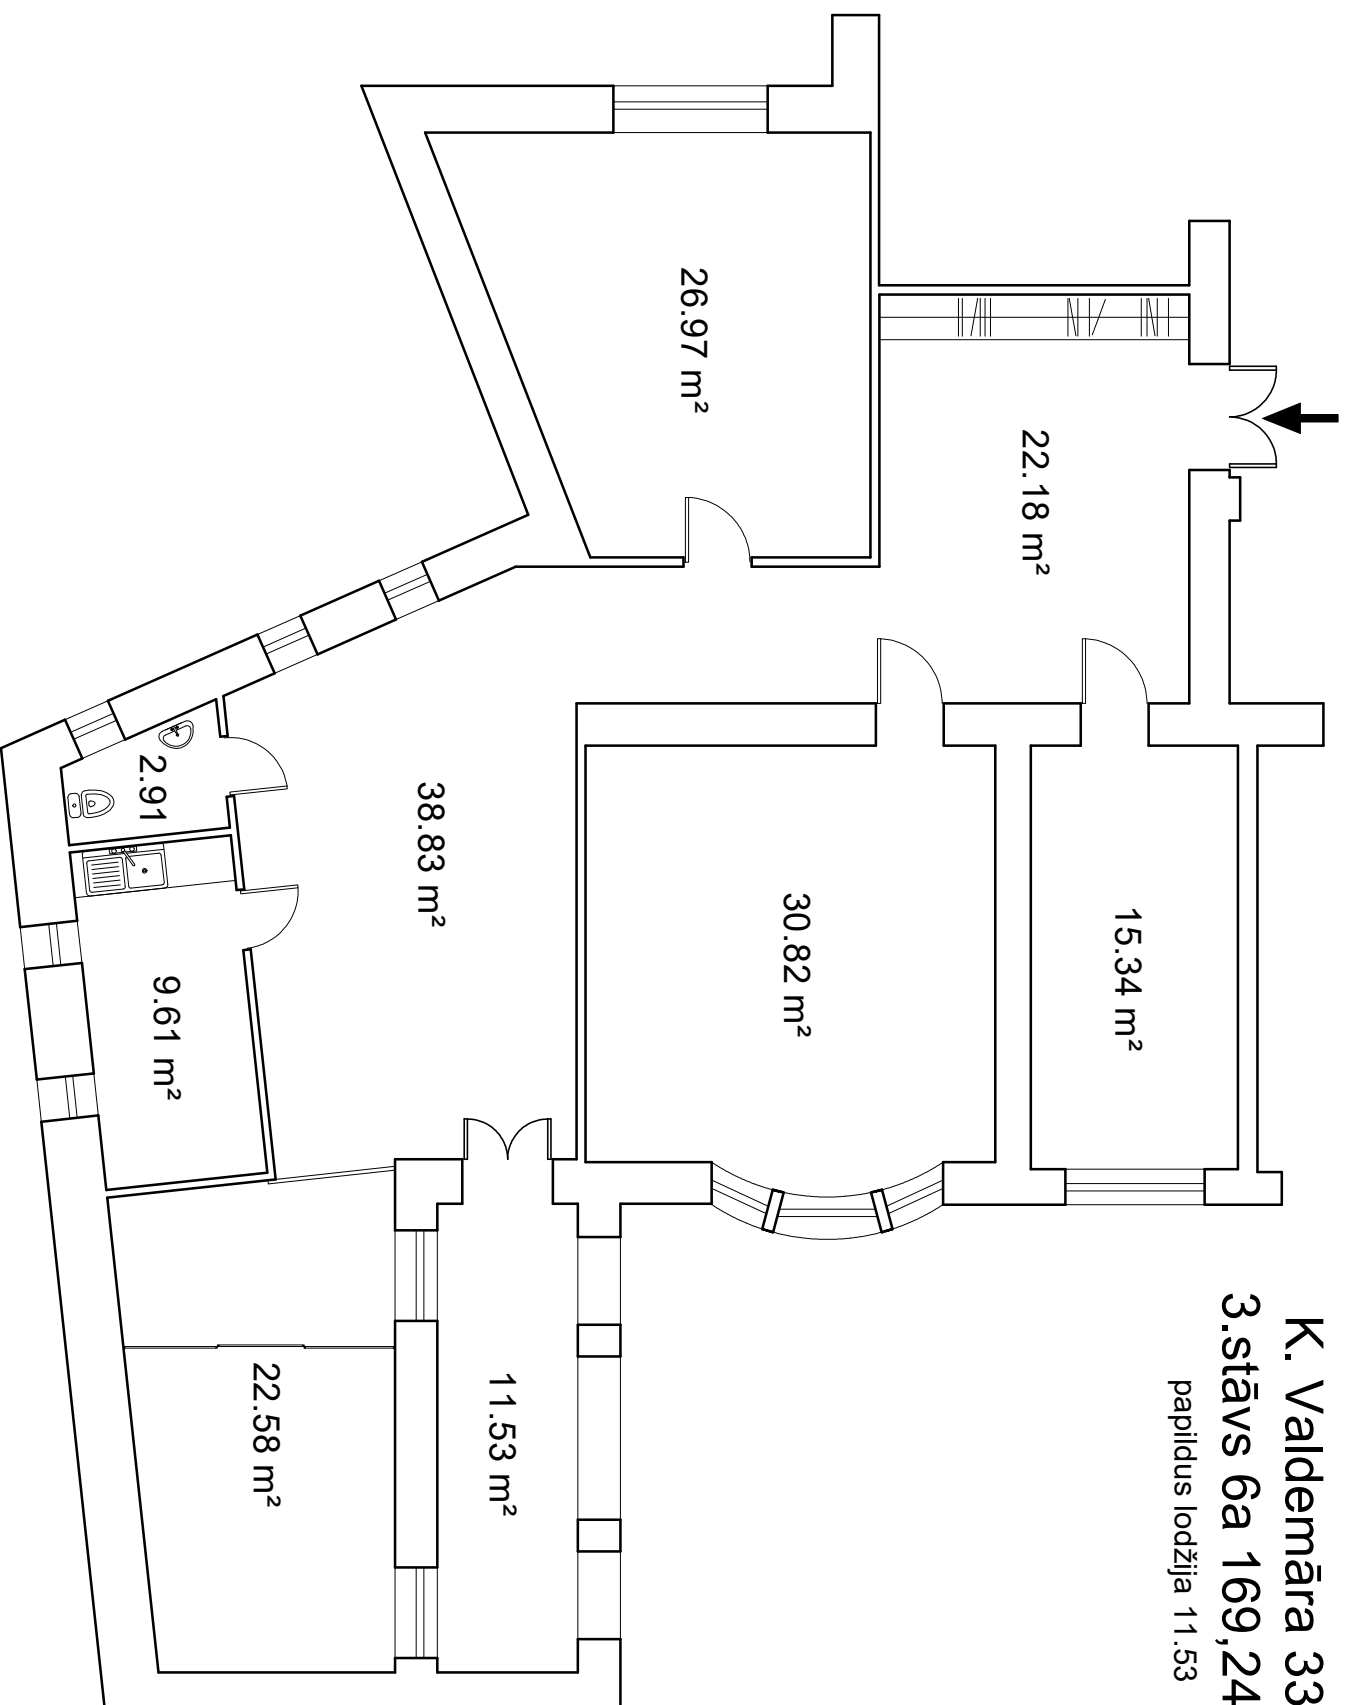 K. Valdemāra 33
3.stāvs 6a 169,24
papildus lodžija 11.53
22.18 m²
15.34 m²
26.97 m²
30.82 m²
38.83 m²
11.53 m²
2.91
9.61 m²
22.58 m²